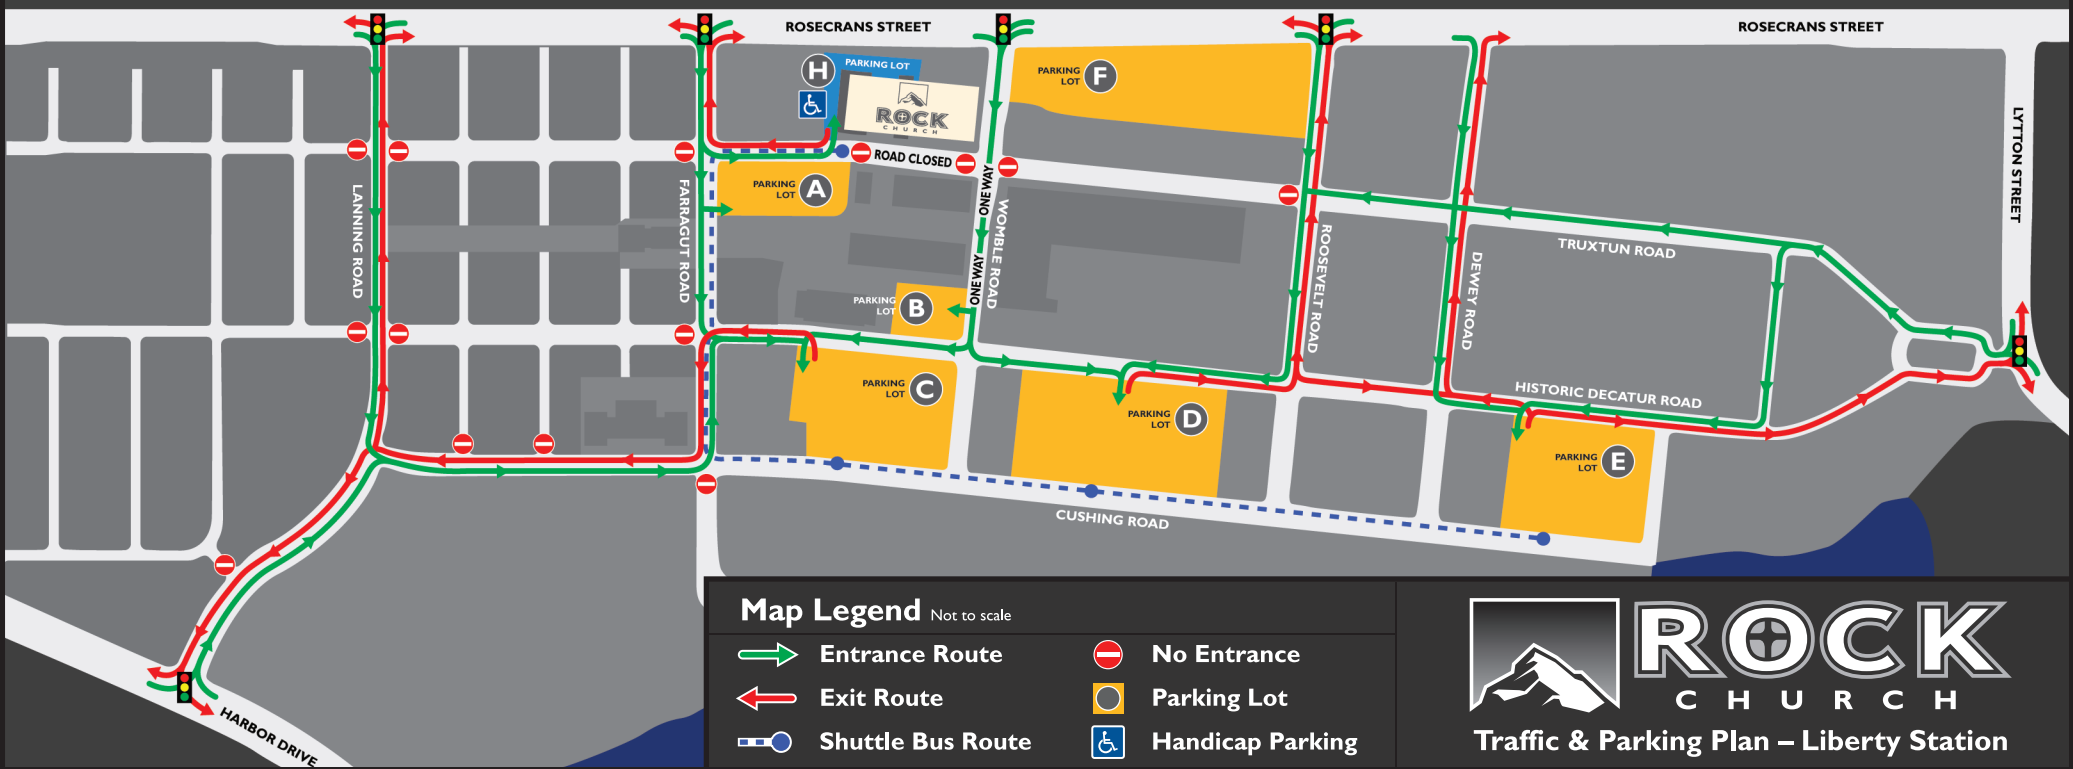 ROSECRANS STREET
ROSECRANS STREET
H
PARKING LOT
ROCK
CHURCH
PARKING
LOT
F
ROAD CLOSED
PARKING
LOT
A
ONE WAY
ONE WAY
LANNING ROAD
FARRAGUT ROAD
WOMBLE ROAD
ROOSEVELT ROAD
DEWEY ROAD
LYTTON STREET
TRUXTUN ROAD
PARKING
LOT
B
PARKING
LOT
C
PARKING
LOT
D
HISTORIC DECATUR ROAD
PARKING
LOT
E
CUSHING ROAD
HARBOR DRIVE
Map Legend Not to scale
Entrance Route
No Entrance
Exit Route
Parking Lot
Shuttle Bus Route
Handicap Parking
ROCK
CHURCH
Traffic & Parking Plan – Liberty Station